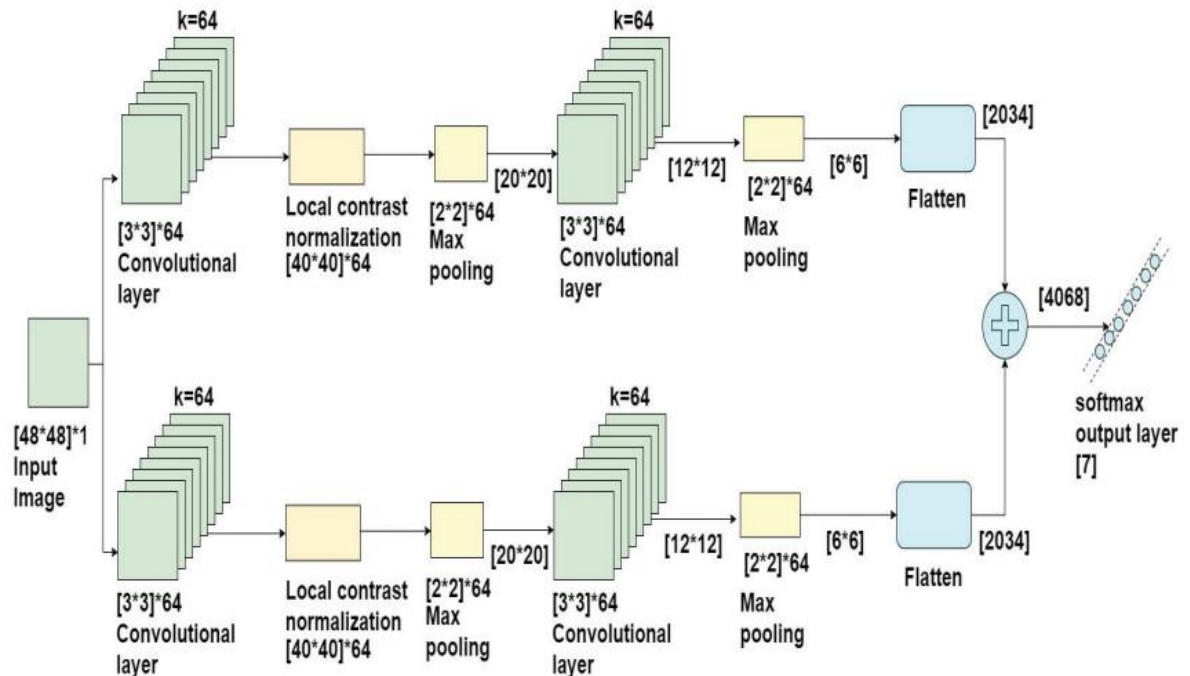 k=64
[3*3]*64
Convolutional
layer
Local contrast
normalization
[40*40]*64
[2*2]*64
Max
pooling
[20*20]
k=64
[3*3]*64
Convolutional
layer
[12*12]
[2*2]*64
Max
pooling
[6*6]
Flatten
[2034]
[48*48]*1
Input
Image
k=64
[3*3]*64
Convolutional
layer
Local contrast
normalization
[40*40]*64
[2*2]*64
Max
pooling
[20*20]
k=64
[3*3]*64
Convolutional
layer
[12*12]
[2*2]*64
Max
pooling
[6*6]
Flatten
[2034]
[4068]
softmax
output layer
[7]